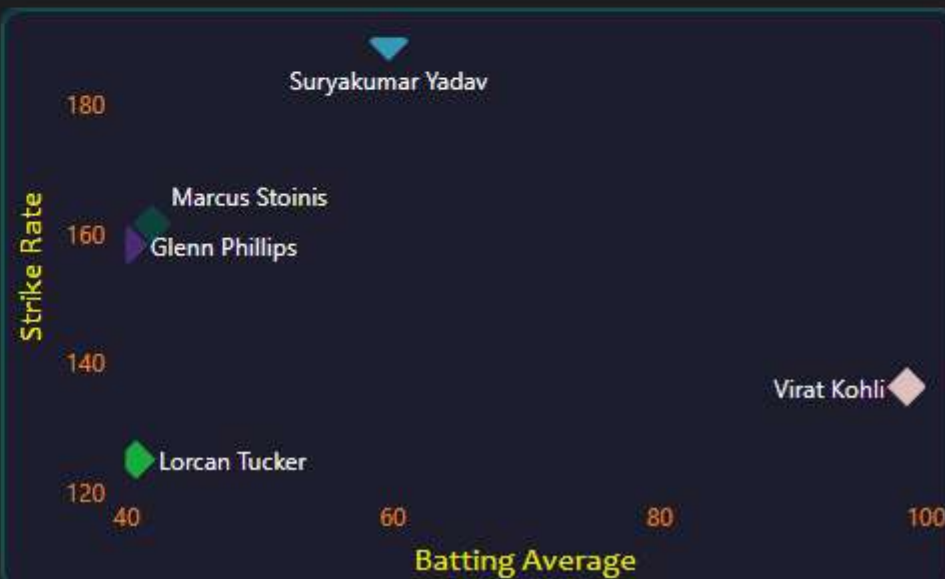 Suryakumar Yadav
180
Marcus Stoinis
160
Glenn Phillips
Strike Rate
140
Virat Kohli
Lorcan Tucker
120
40 60 80 100
Batting Average